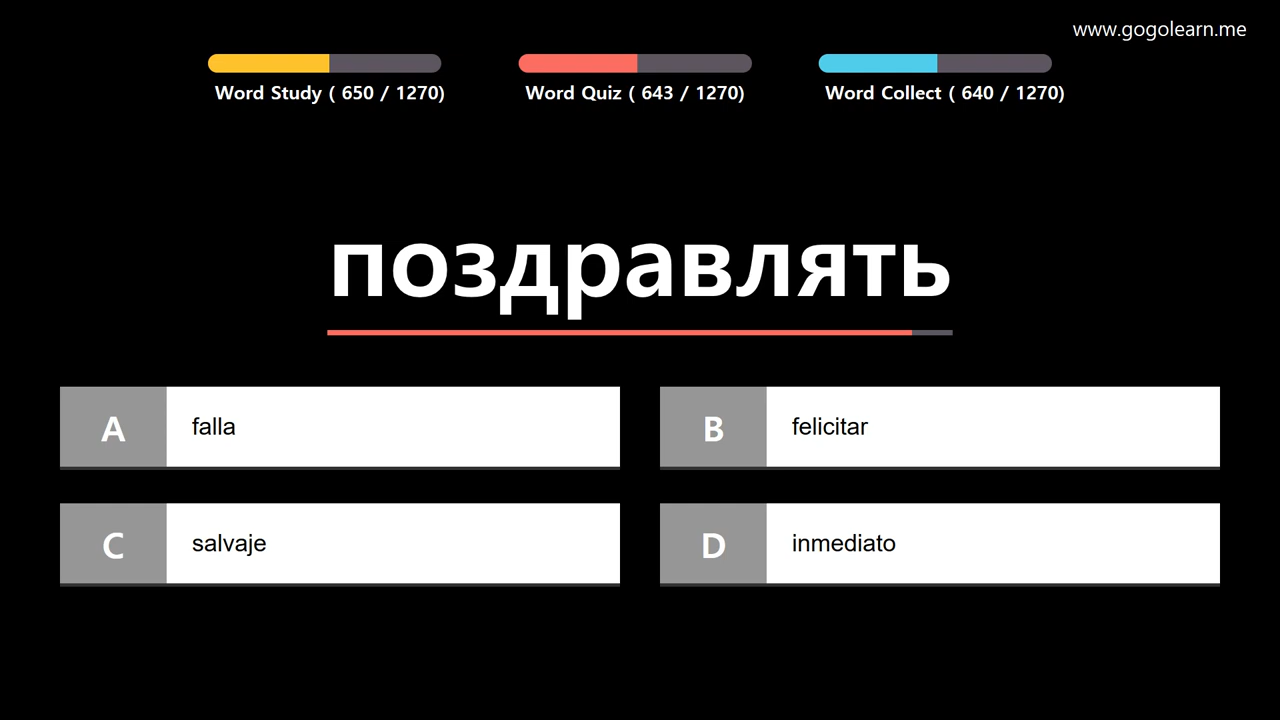 www.gogolearn.me
Word Study ( 650 / 1270)
Word Quiz ( 643 / 1270)
Word Collect ( 640 / 1270)
поздравлять
A falla
B felicitar
C salvaje
D inmediato